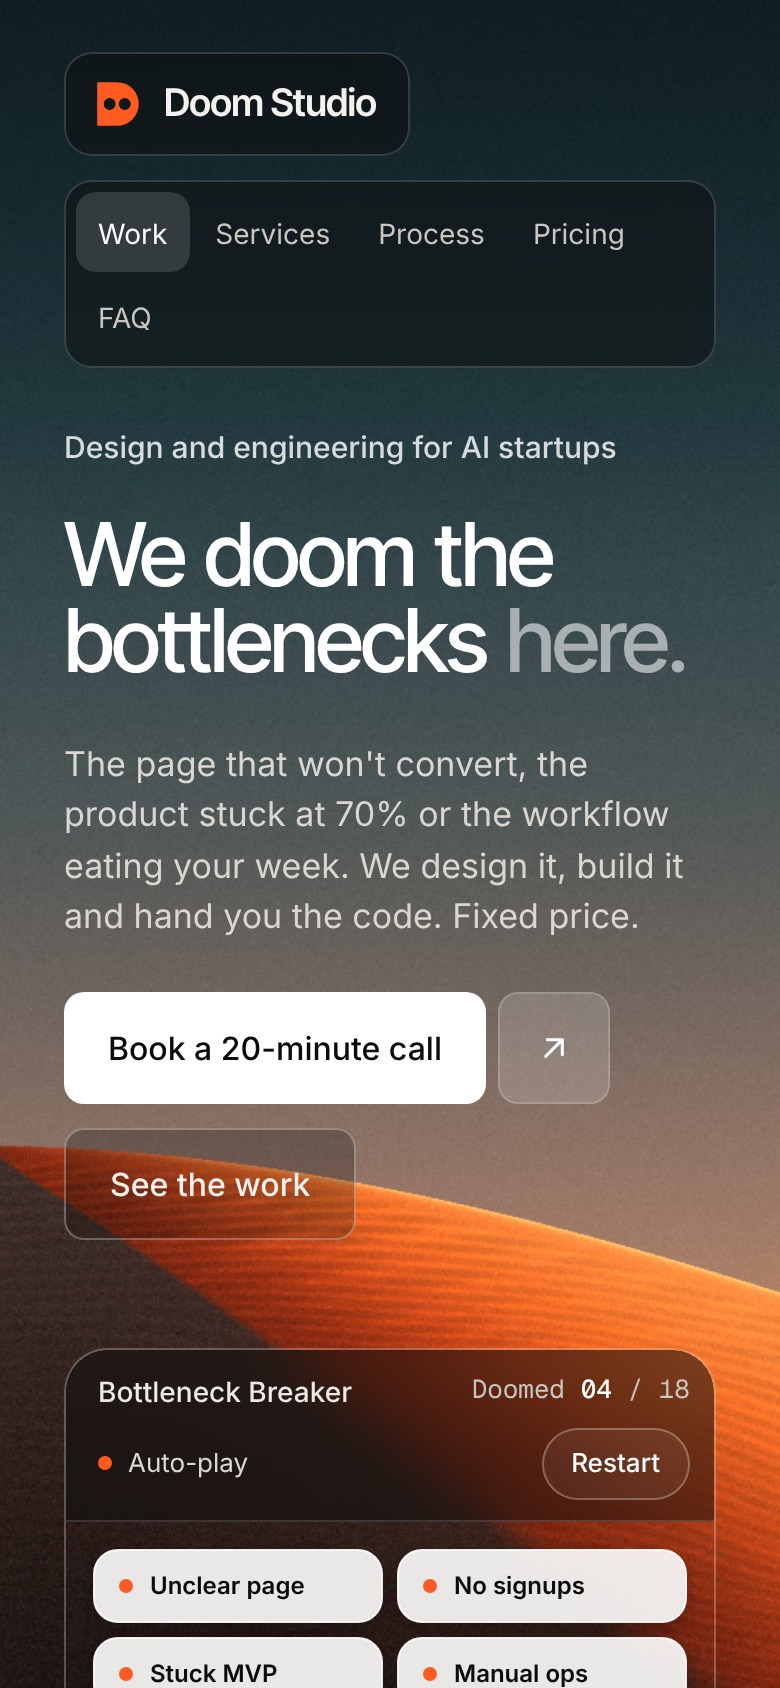 Doom Studio
Work Services Process Pricing
FAQ
Design and engineering for AI startups
We doom the
bottlenecks here.
The page that won't convert, the
product stuck at 70% or the workflow
eating your week. We design it, build it
and hand you the code. Fixed price.
Book a 20-minute call
See the work
Bottleneck Breaker
Doomed 04 / 18
Auto-play
Restart
Unclear page
No signups
Stuck MVP
Manual ops